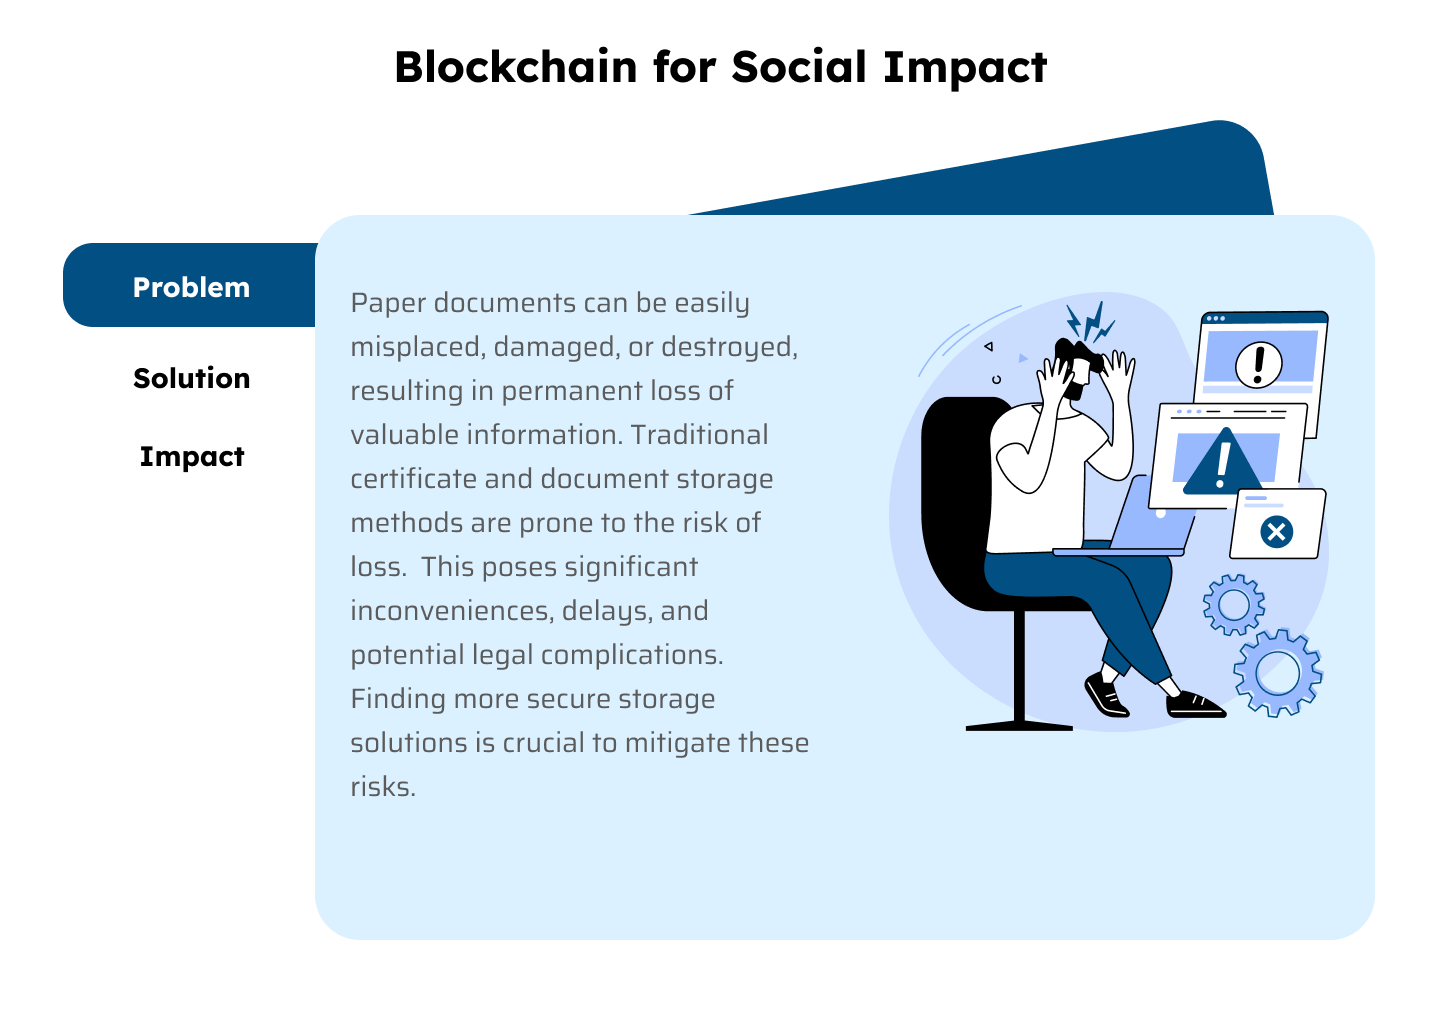 Blockchain for Social Impact
Problem
Solution
Impact
Paper documents can be easily
misplaced, damaged, or destroyed,
resulting in permanent loss of
valuable information. Traditional
certificate and document storage
methods are prone to the risk of
loss.  This poses significant
inconveniences, delays, and
potential legal complications.
Finding more secure storage
solutions is crucial to mitigate these
risks.